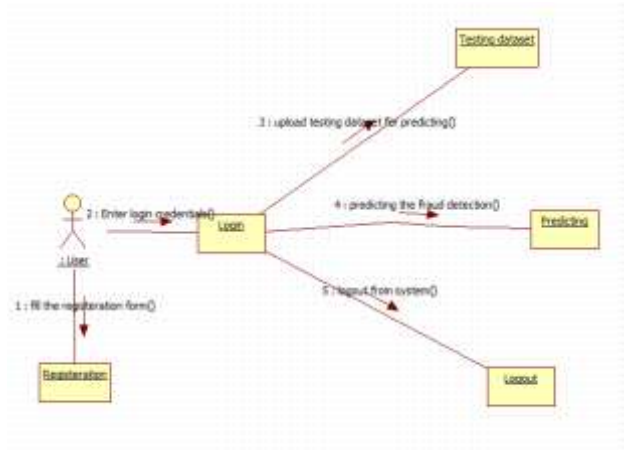 Testing dataset
3 : upload testing dataset for predicting()
4 : predicting the fraud detection()
2 : Enter login credentials()
Login
Predicting
: User
5 : logout from system()
1 : fill the registeration form()
Registeration
Logout